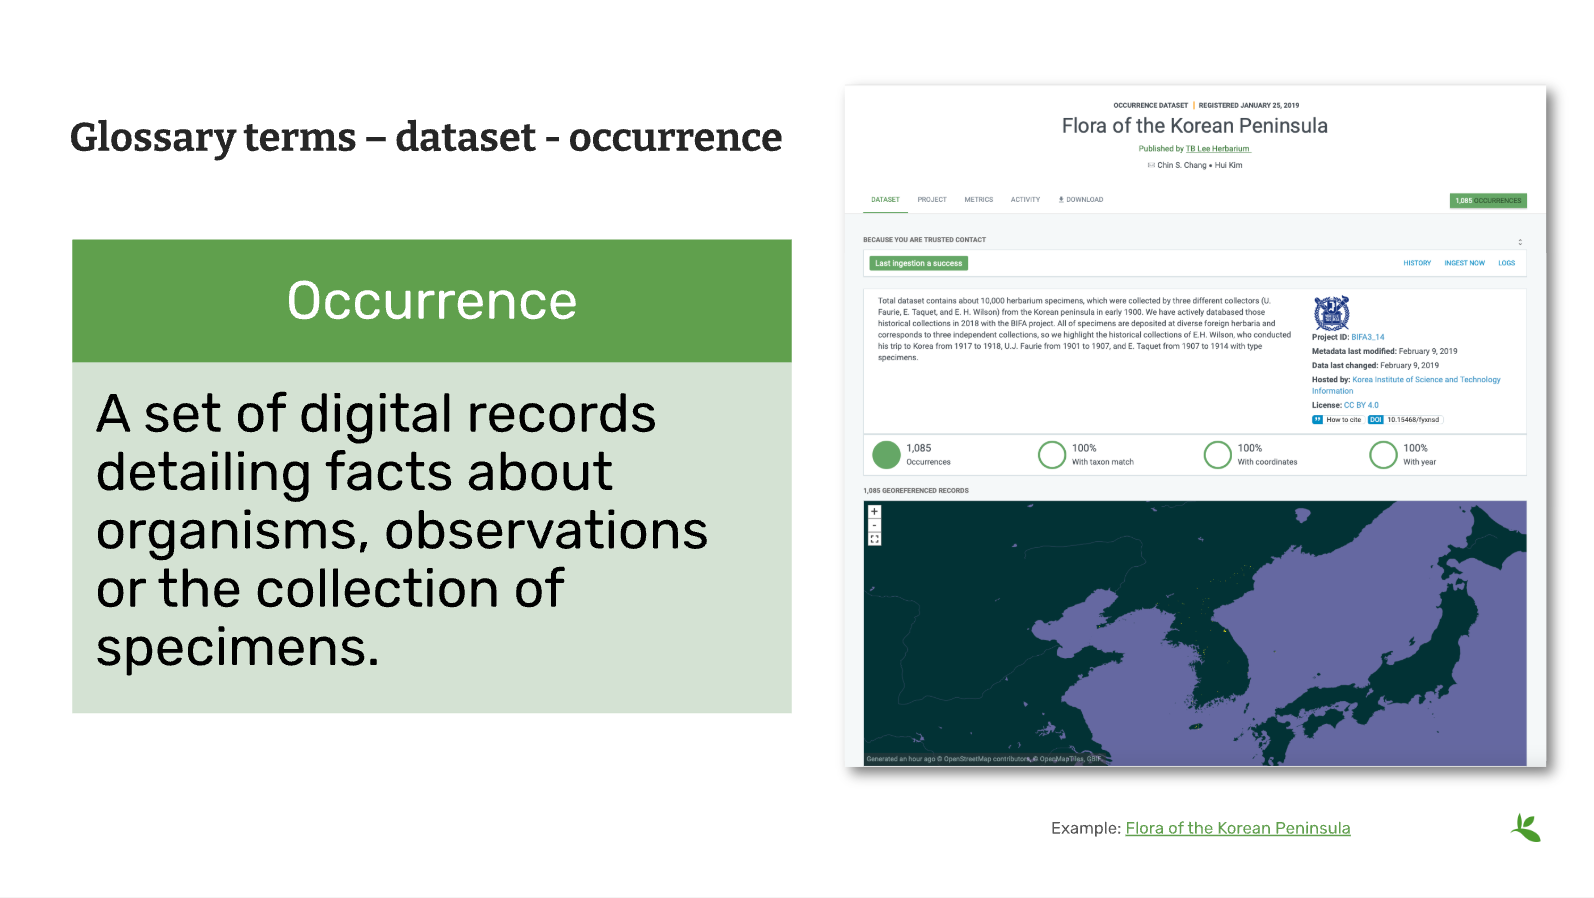 Glossary terms – dataset - occurrence
Occurrence
A set of digital records
detailing facts about
organisms, observations
or the collection of
specimens.
OCCURRENCE DATASET | REGISTERED JANUARY 25, 2019
Flora of the Korean Peninsula
Published by TB Lee Herbarium
Chin S. Chang • Hui Kim
DATASET PROJECT METRICS ACTIVITY DOWNLOAD
1,085 OCCURRENCES
BECAUSE YOU ARE TRUSTED CONTACT
Last ingestion a success
HISTORY INGEST NOW LOGS
Total dataset contains about 10,000 herbarium specimens, which were collected by three different collectors (U.
Faurie, E. Taquet, and E. H. Wilson) from the Korean peninsula in early 1900. We have actively databased those
historical collections in 2018 with the BIFA project. All of specimens are deposited at diverse foreign herbaria and
corresponds to three independent collections, so we highlight the historical collections of E.H. Wilson, who conducted
his trip to Korea from 1917 to 1918, U.J. Faurie from 1901 to 1907, and E. Taquet from 1907 to 1914 with type
specimens.
Project ID: BIFA3_14
Metadata last modified: February 9, 2019
Data last changed: February 9, 2019
Hosted by: Korea Institute of Science and Technology
Information
License: CC BY 4.0
How to cite DOI 10.15468/fyxnsd
1,085
Occurrences
100%
With taxon match
100%
With coordinates
100%
With year
1,085 GEOREFERENCED RECORDS
+
-
Generated an hour ago © OpenStreetMap contributors, © OpenMapTiles, GBIF.
Example: Flora of the Korean Peninsula